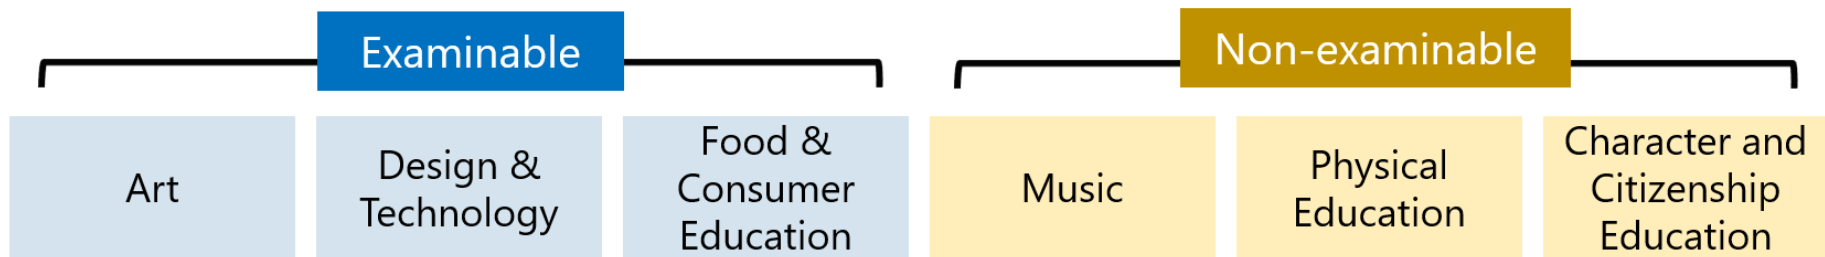 Examinable
Non-examinable
Art
Design &
Technology
Food &
Consumer
Education
Music
Physical
Education
Character and
Citizenship
Education